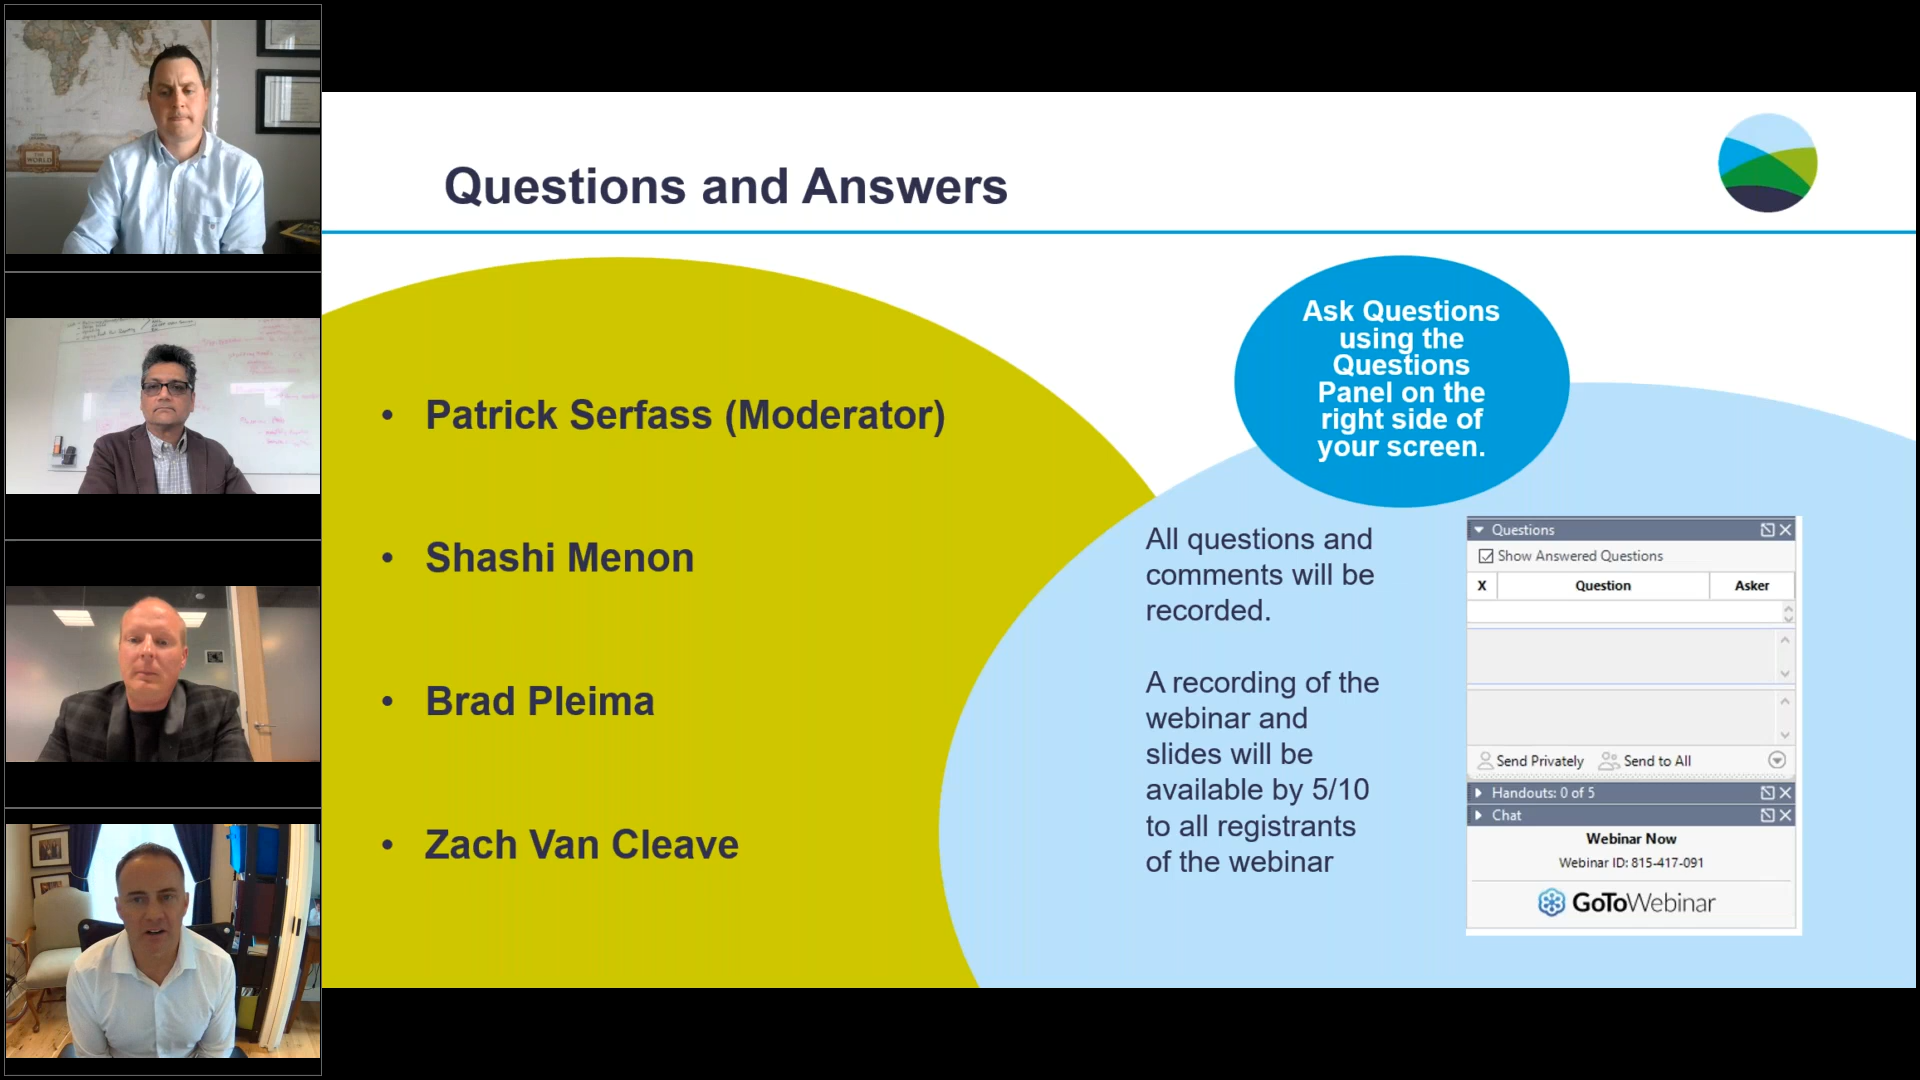 Questions and Answers
Ask Questions
using the
Questions
Panel on the
right side of
your screen.
• Patrick Serfass (Moderator)
• Shashi Menon
• Brad Pleima
• Zach Van Cleave
All questions and
comments will be
recorded.
A recording of the
webinar and
slides will be
available by 5/10
to all registrants
of the webinar
Questions
Show Answered Questions
X Question Asker
Send Privately Send to All
Handouts: 0 of 5
Chat
Webinar Now
Webinar ID: 815-417-091
GoToWebinar
THE
WORLD